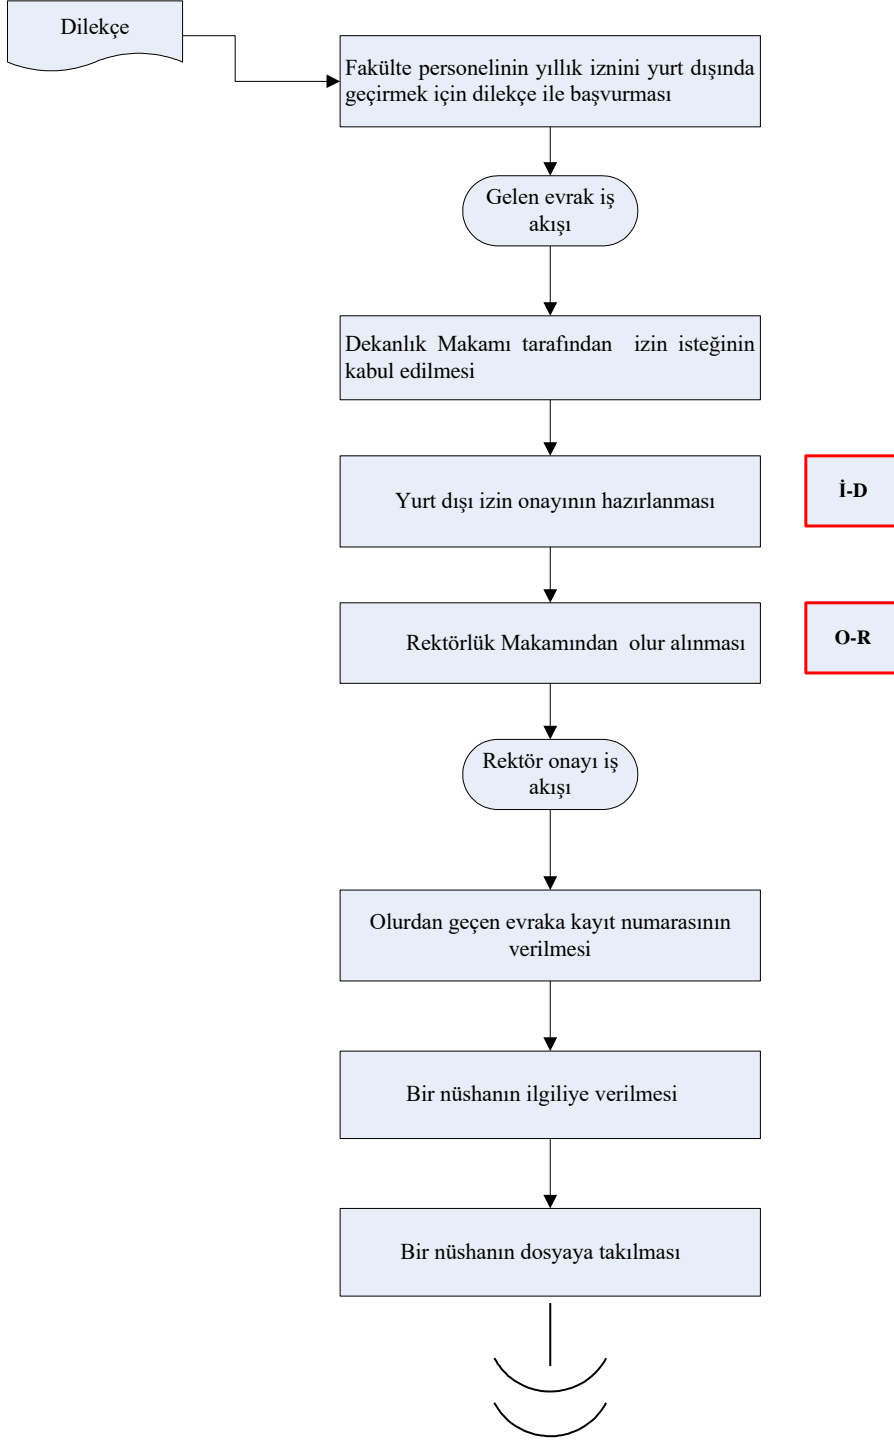 Dilekçe
Fakülte personelinin yıllık iznini yurt dışında
geçirmek için dilekçe ile başvurması
Gelen evrak iş
akışı
Dekanlık Makamı tarafından izin isteğinin
kabul edilmesi
Yurt dışı izin onayının hazırlanması
İ-D
Rektörlük Makamından olur alınması
O-R
Rektör onayı iş
akışı
Olurdan geçen evraka kayıt numarasının
verilmesi
Bir nüshanın ilgiliye verilmesi
Bir nüshanın dosyaya takılması